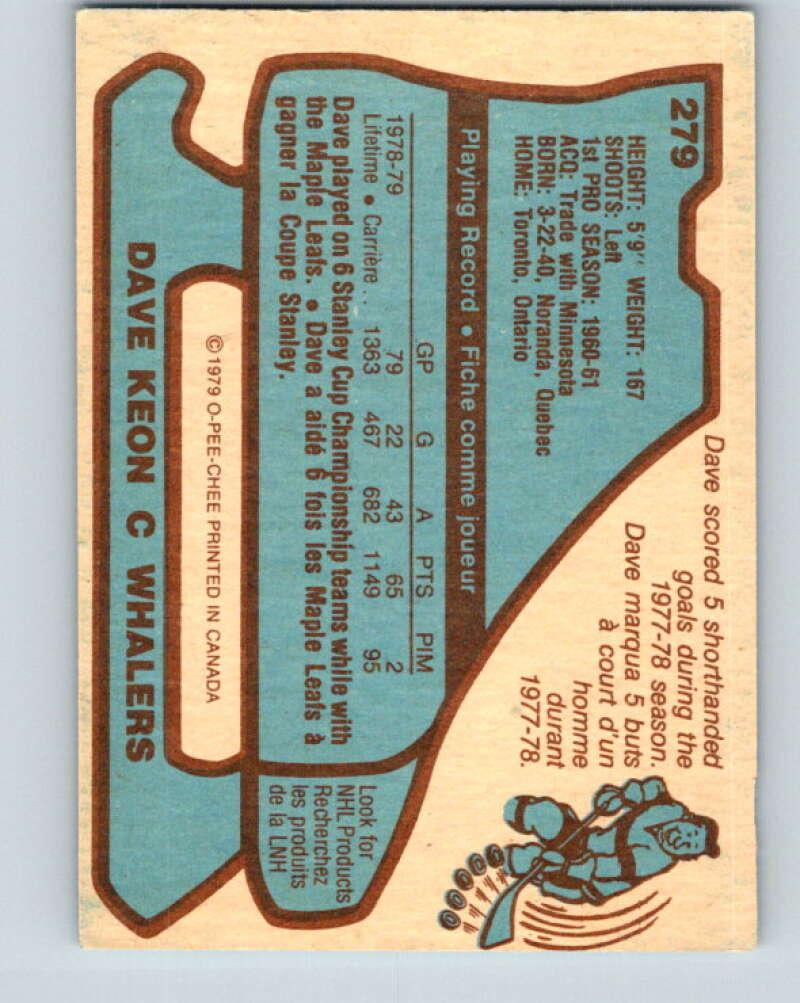 279
HEIGHT: 5'9" WEIGHT: 167
SHOOTS: Left
1st PRO SEASON: 1960-61
ACQ: Trade with Minnesota
BORN: 3-22-40, Noranda, Quebec
HOME: Toronto, Ontario
Dave scored 5 shorthanded
goals during the
1977-78 season.
Dave marqua 5 buts
à court d'un
homme
durant
1977-78.
Playing Record • Fiche comme joueur
GP G A PTS PIM
1978-79 79 22 43 65 2
Lifetime • Carrière .. 1363 467 682 1149 95
Dave played on 6 Stanley Cup Championship teams while with
the Maple Leafs. • Dave a aidé 6 fois les Maple Leafs à
gagner la Coupe Stanley.
Look for
NHL Products
Recherchez
les produits
de la LNH
©1979 O-PEE-CHEE PRINTED IN CANADA
DAVE KEON C WHALERS